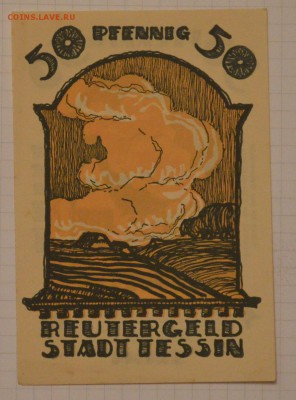 COINS.LAVE.RU
50 PFENNIG 50
REUTERGELD
STADT TESSIN